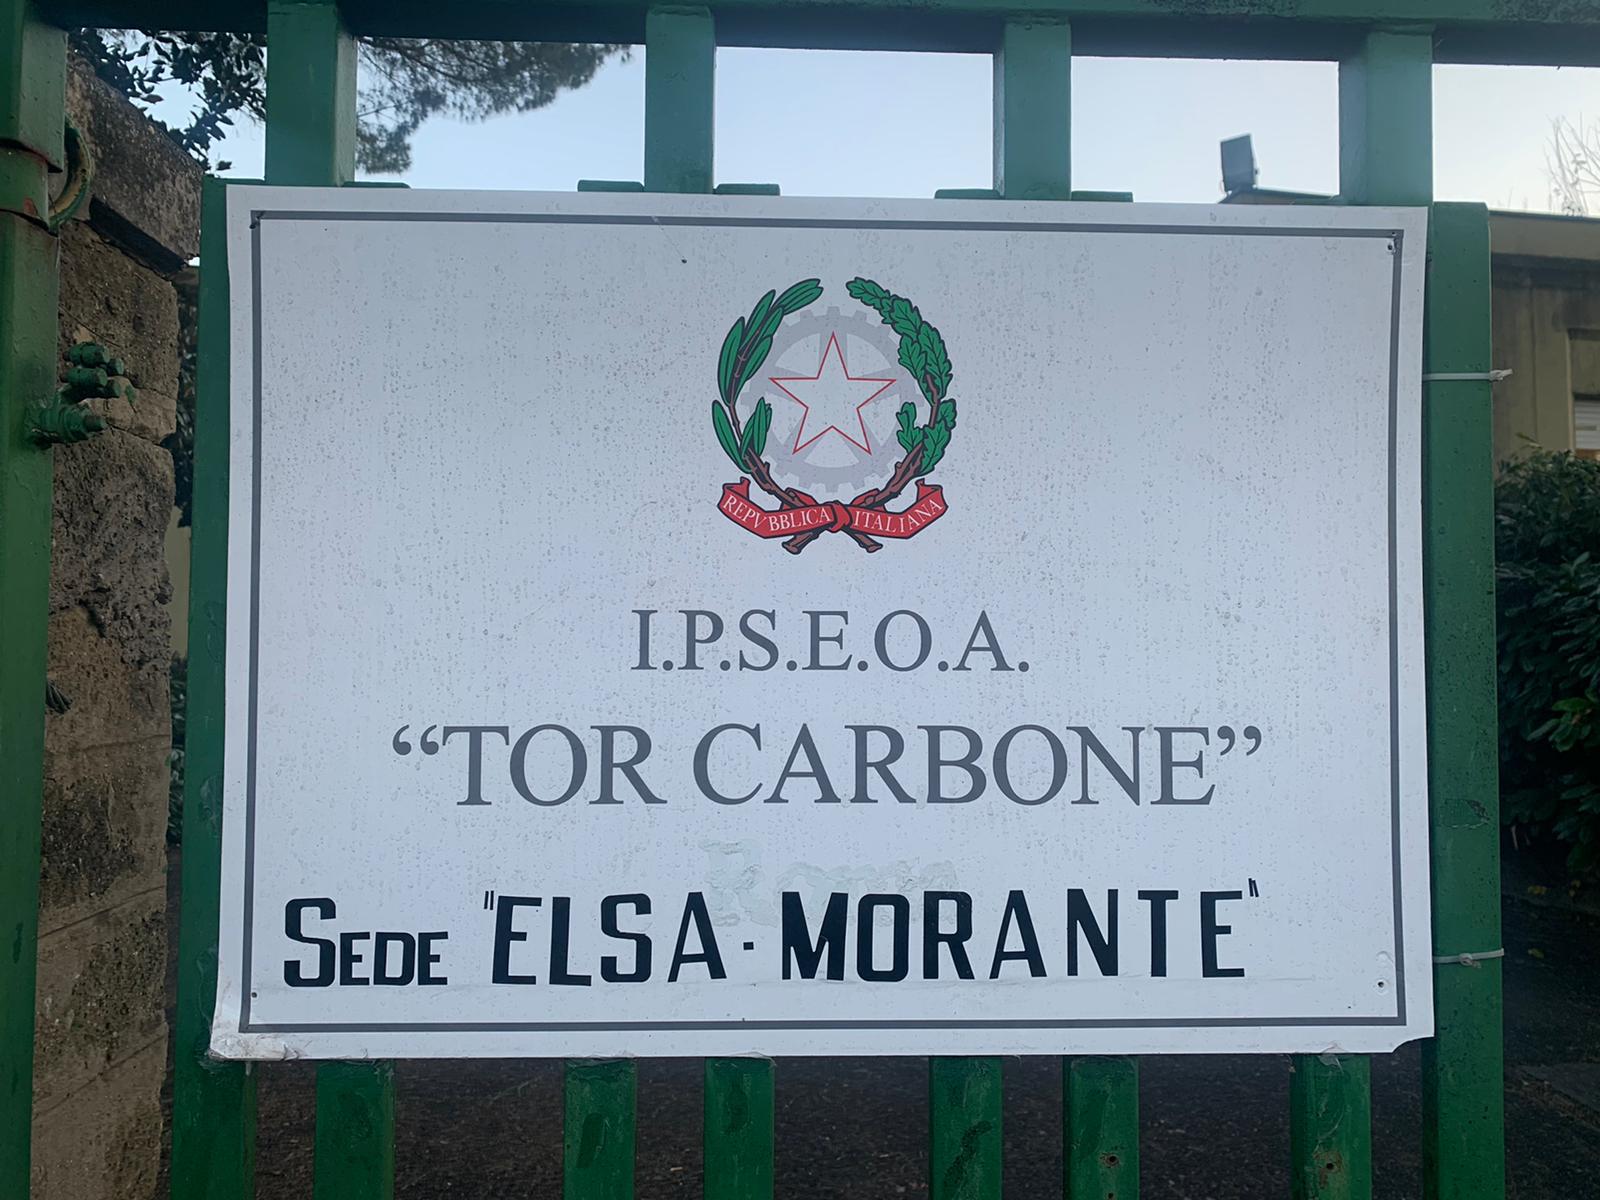 REPVBBLICA ITALIANA
I.P.S.E.O.A.
“TOR CARBONE”
SEDE "ELSA·MORANTE"